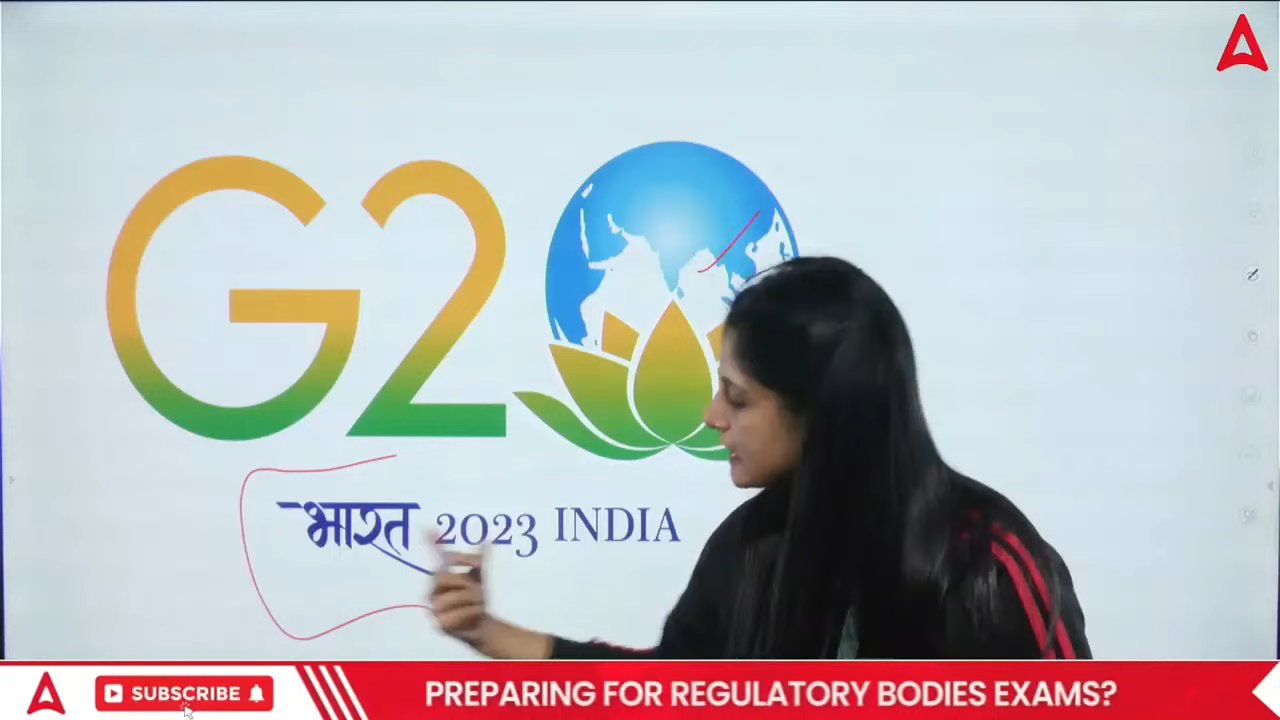 G20
भारत 2023 INDIA
SUBSCRIBE
PREPARING FOR REGULATORY BODIES EXAMS?